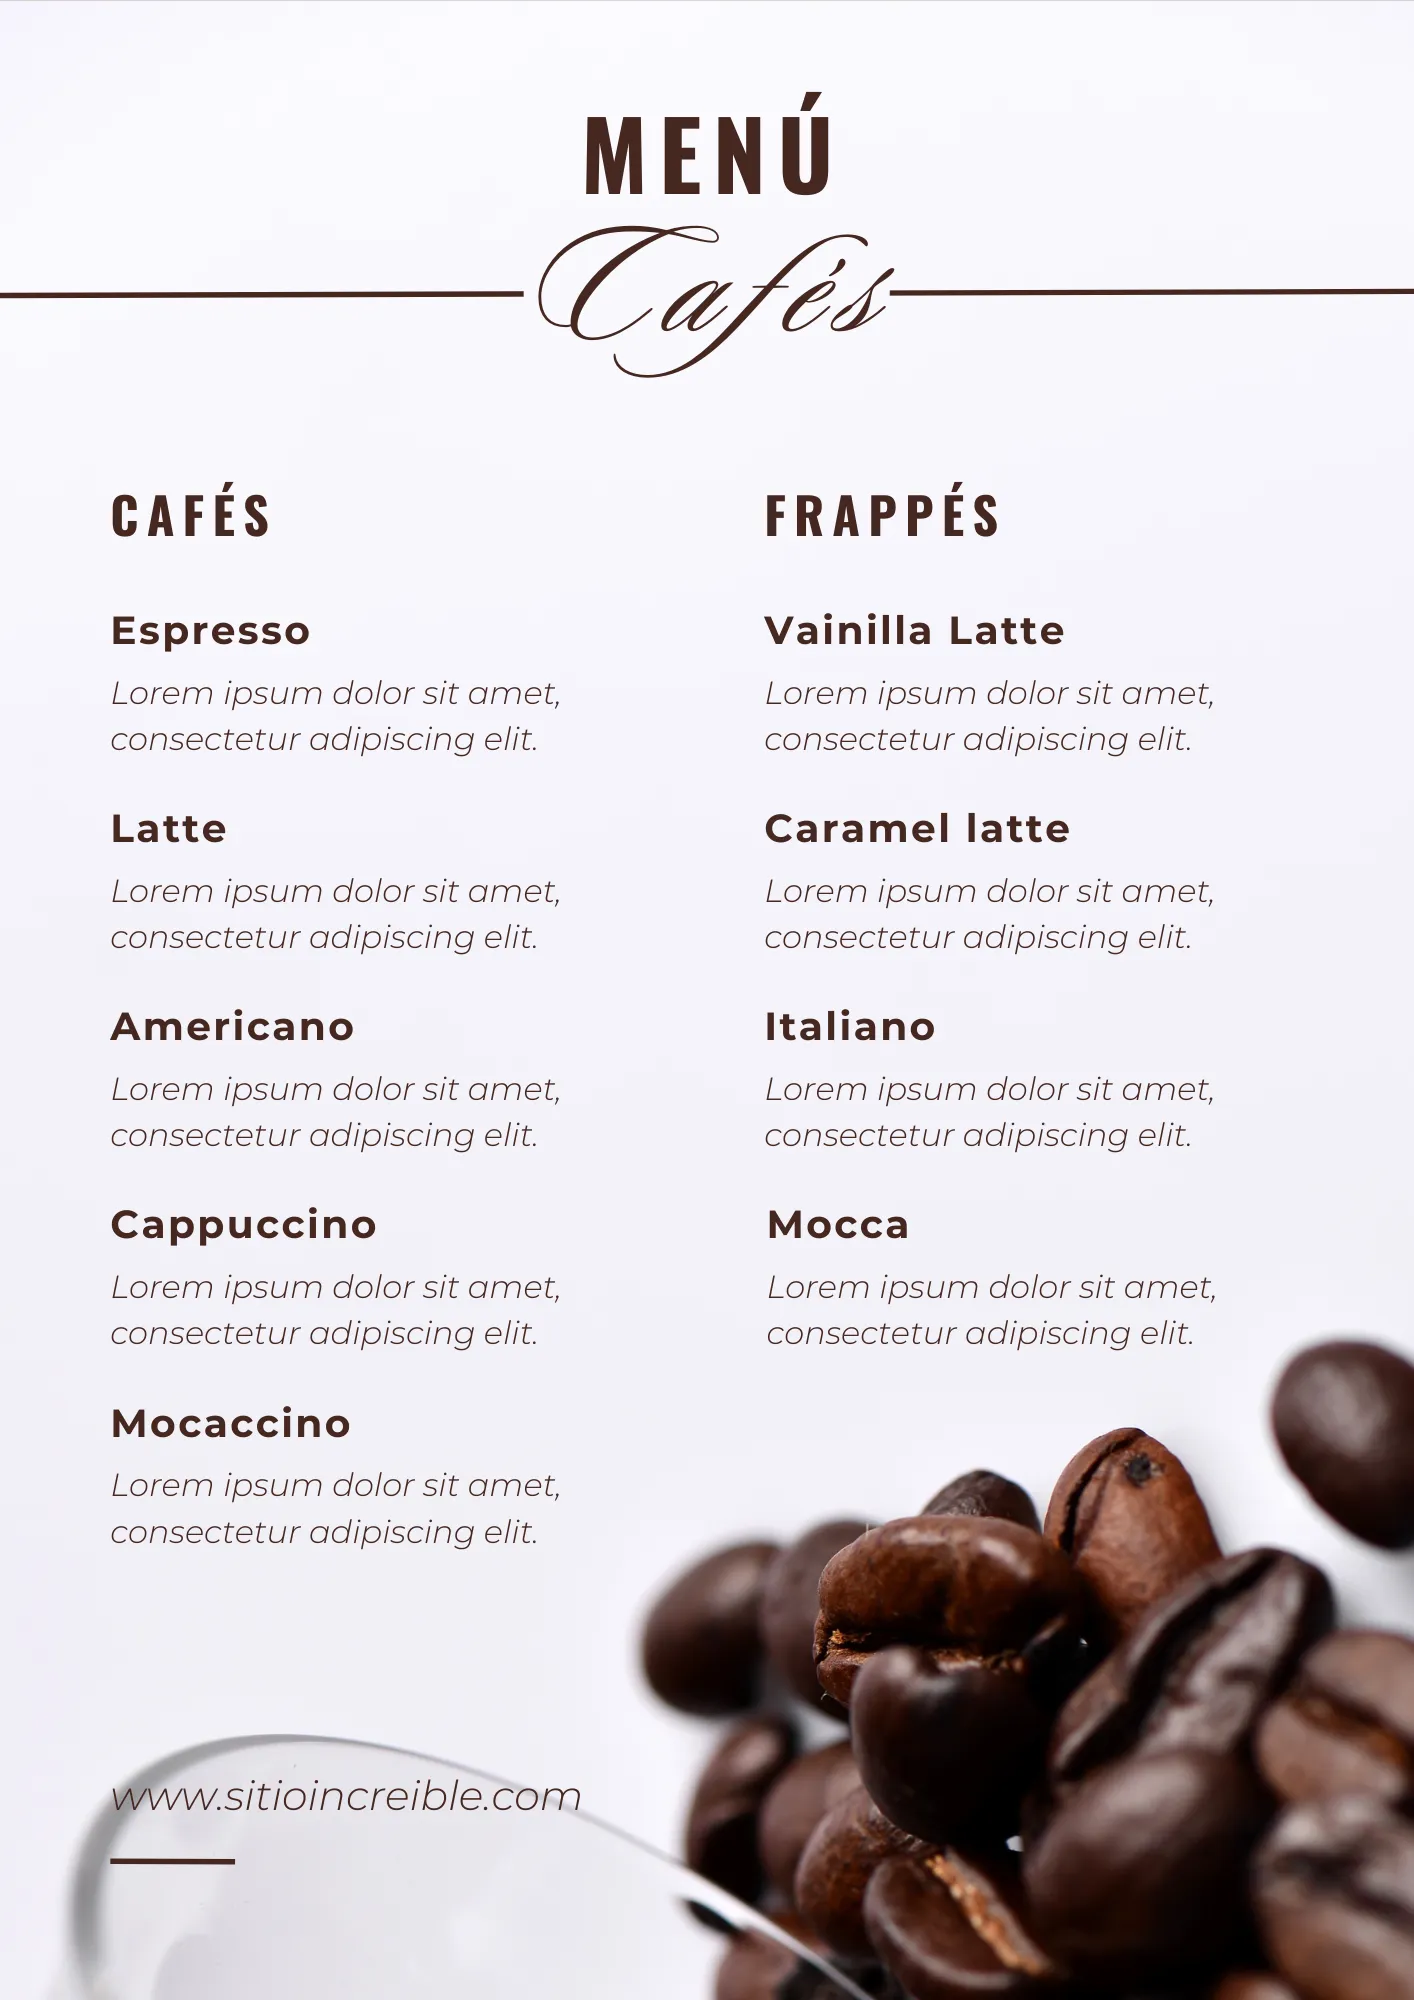 MENÚ
Cafés
CAFÉS
Espresso
Lorem ipsum dolor sit amet,
consectetur adipiscing elit.
Latte
Lorem ipsum dolor sit amet,
consectetur adipiscing elit.
Americano
Lorem ipsum dolor sit amet,
consectetur adipiscing elit.
Cappuccino
Lorem ipsum dolor sit amet,
consectetur adipiscing elit.
Mocaccino
Lorem ipsum dolor sit amet,
consectetur adipiscing elit.
FRAPPÉS
Vainilla Latte
Lorem ipsum dolor sit amet,
consectetur adipiscing elit.
Caramel latte
Lorem ipsum dolor sit amet,
consectetur adipiscing elit.
Italiano
Lorem ipsum dolor sit amet,
consectetur adipiscing elit.
Mocca
Lorem ipsum dolor sit amet,
consectetur adipiscing elit.
www.sitioincreible.com